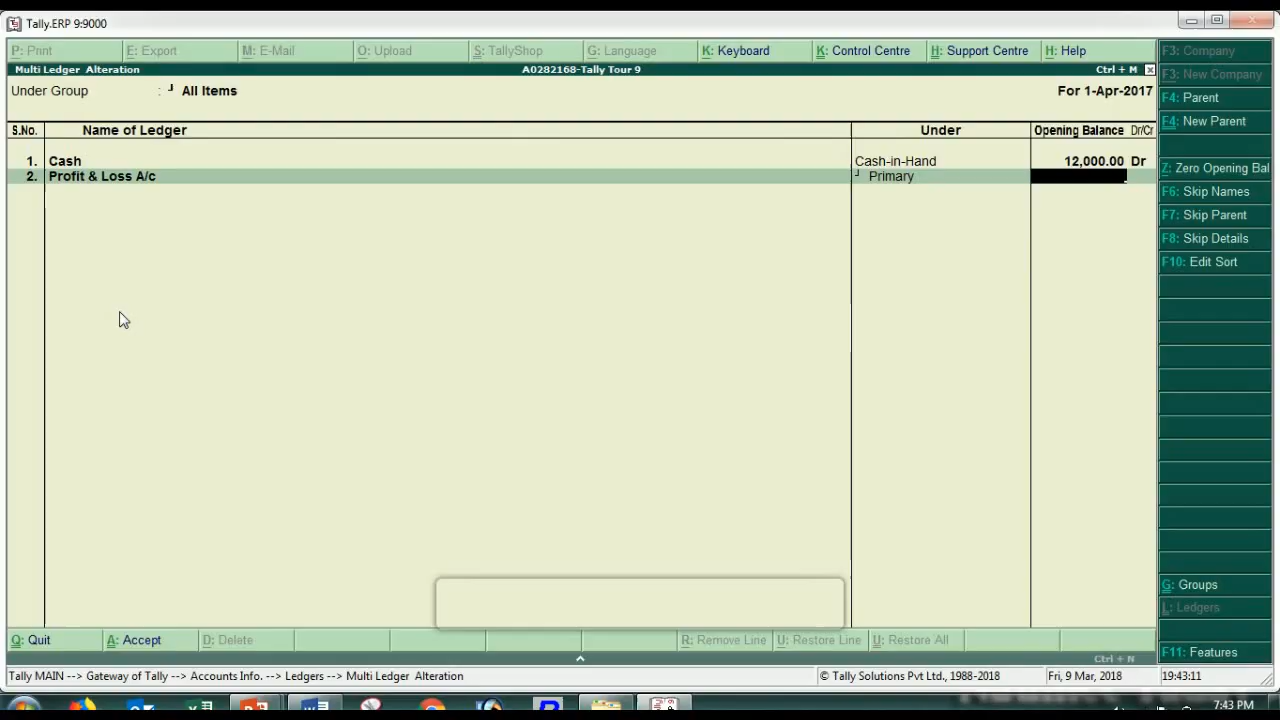 Tally.ERP 9:9000
P: Print E: Export M: E-Mail O: Upload S: TallyShop G: Language K: Keyboard K: Control Centre H: Support Centre H: Help
Multi Ledger Alteration A0282168-Tally Tour 9 Ctrl + M
Under Group : All Items For 1-Apr-2017
S.No. Name of Ledger Under Opening Balance Dr/Cr
1. Cash Cash-in-Hand 12,000.00 Dr
2. Profit & Loss A/c Primary
F3: Company
F3: New Company
F4: Parent
F4: New Parent
Z: Zero Opening Bal
F6: Skip Names
F7: Skip Parent
F8: Skip Details
F10: Edit Sort
G: Groups
L: Ledgers
F11: Features
Q: Quit A: Accept D: Delete R: Remove Line U: Restore Line U: Restore All
Ctrl + N
Tally MAIN --> Gateway of Tally --> Accounts Info. --> Ledgers --> Multi Ledger Alteration © Tally Solutions Pvt Ltd., 1988-2018 Fri, 9 Mar, 2018 19:43:11
7:43 PM